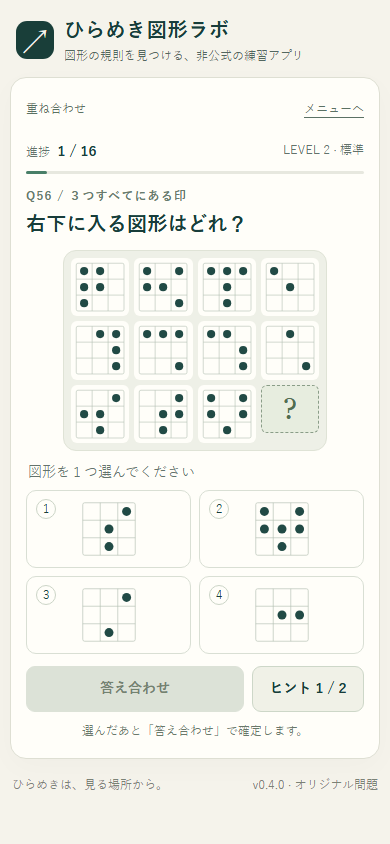 ひらめき図形ラボ
図形の規則を見つける、非公式の練習アプリ
重ね合わせ
メニューへ
進捗 1 / 16
LEVEL 2 · 標準
Q56 / 3つすべてにある印
右下に入る図形はどれ？
?
図形を1つ選んでください
1
2
3
4
答え合わせ
ヒント 1 / 2
選んだあと「答え合わせ」で確定します。
ひらめきは、見る場所から。
v0.4.0 · オリジナル問題